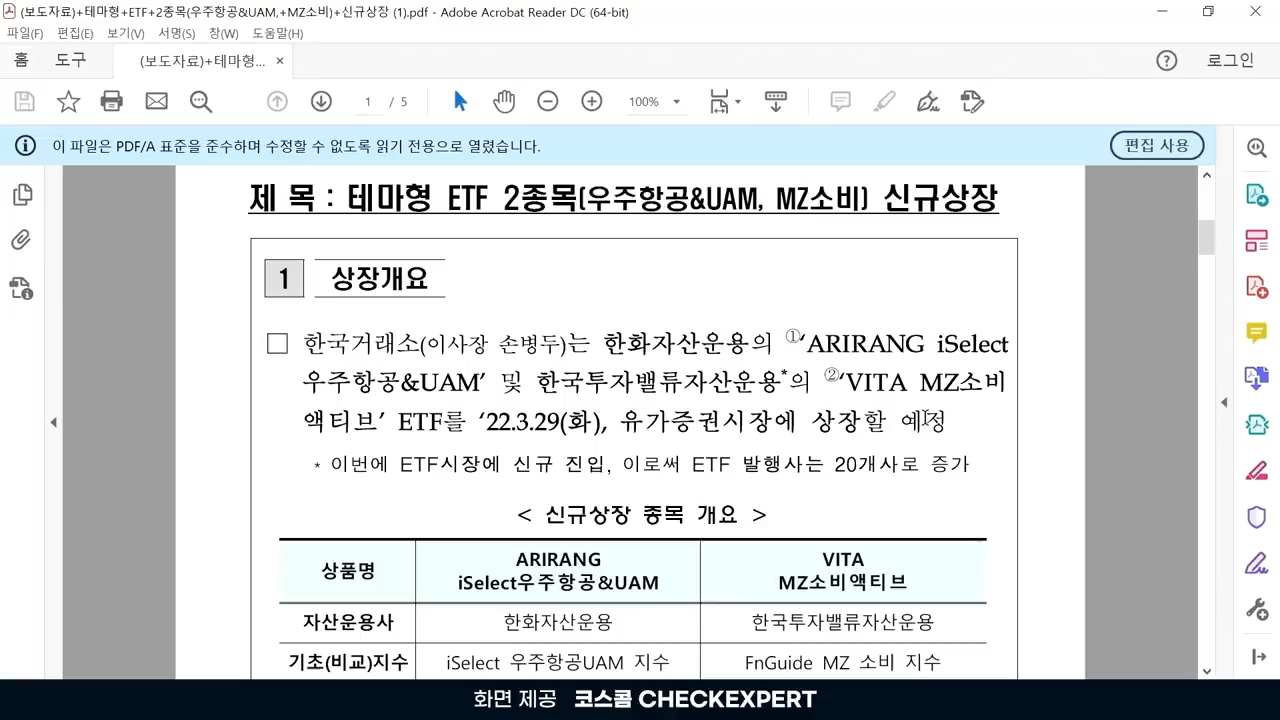 (보도자료)+테마형+ETF+2종목(우주항공&UAM,+MZ소비)+신규상장 (1).pdf - Adobe Acrobat Reader DC (64-bit)
파일(F) 편집(E) 보기(V) 서명(S) 창(W) 도움말(H)
홈 도구 (보도자료)+테마형... × 로그인
1 / 5 100%
이 파일은 PDF/A 표준을 준수하며 수정할 수 없도록 읽기 전용으로 열렸습니다. 편집 사용
제 목 : 테마형 ETF 2종목(우주항공&UAM, MZ소비) 신규상장
1 상장개요
□ 한국거래소(이사장 손병두)는 한화자산운용의 ①‘ARIRANG iSelect
우주항공&UAM’ 및 한국투자밸류자산운용*의 ②‘VITA MZ소비
액티브’ ETF를 ‘22.3.29(화), 유가증권시장에 상장할 예정
* 이번에 ETF시장에 신규 진입, 이로써 ETF 발행사는 20개사로 증가
< 신규상장 종목 개요 >
상품명 ARIRANG iSelect우주항공&UAM VITA MZ소비액티브
자산운용사 한화자산운용 한국투자밸류자산운용
기초(비교)지수 iSelect 우주항공UAM 지수 FnGuide MZ 소비 지수
화면 제공 코스콤 CHECKEXPERT